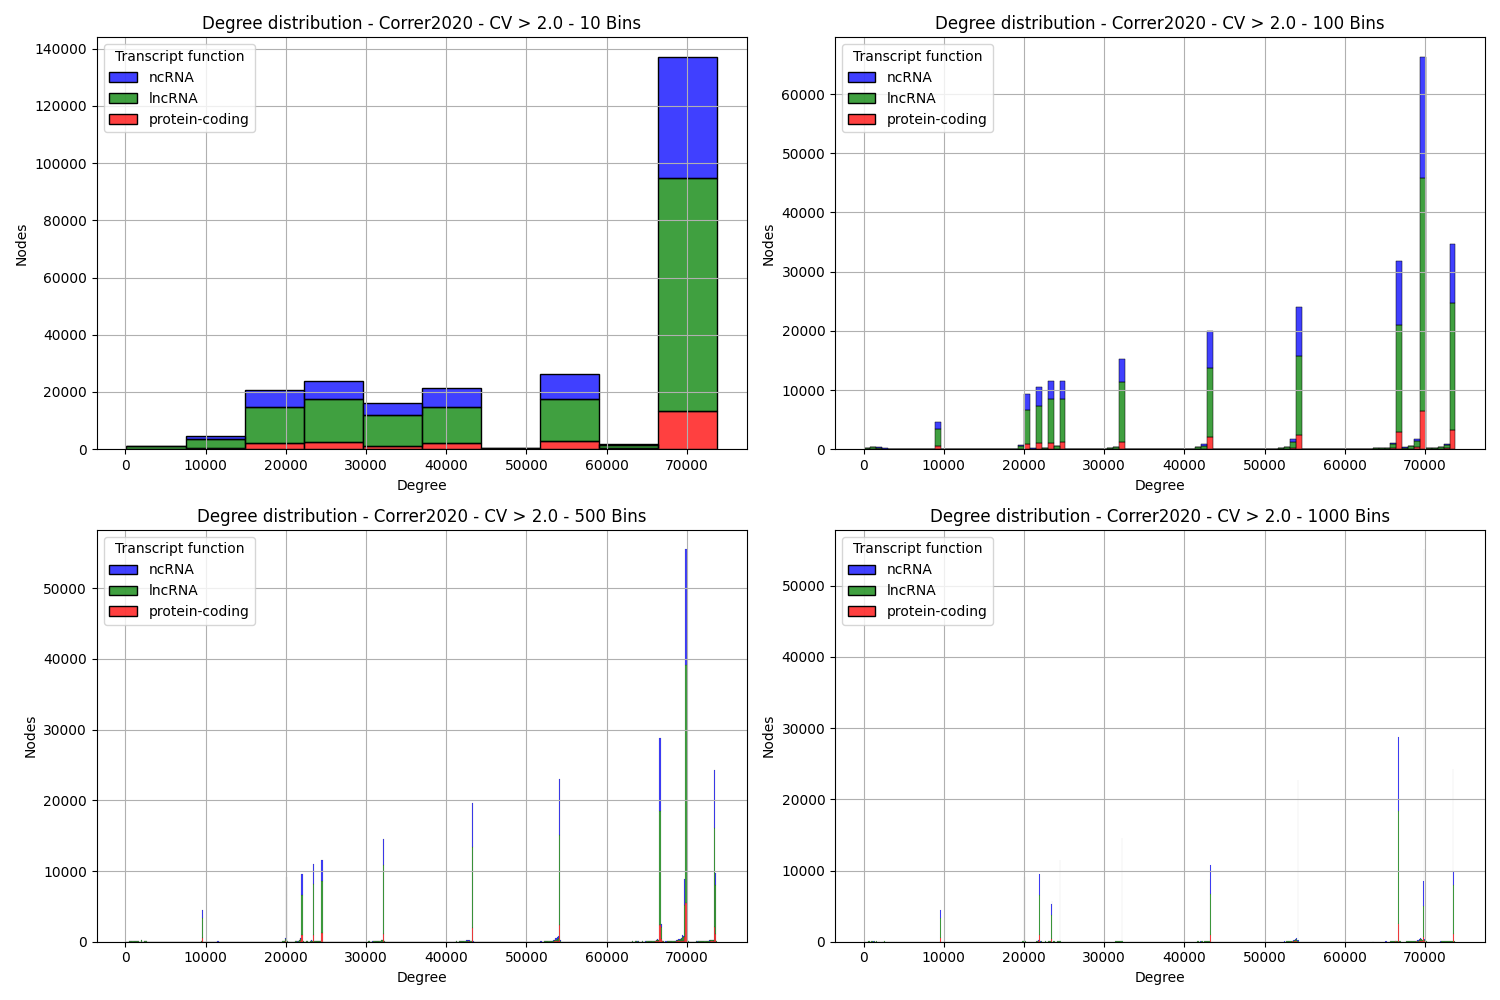 Degree distribution - Correr2020 - CV > 2.0 - 10 Bins
Transcript function
ncRNA
lncRNA
protein-coding
Nodes
140000
120000
100000
80000
60000
40000
20000
0
0 10000 20000 30000 40000 50000 60000 70000
Degree
Degree distribution - Correr2020 - CV > 2.0 - 100 Bins
Transcript function
ncRNA
lncRNA
protein-coding
Nodes
60000
50000
40000
30000
20000
10000
0
0 10000 20000 30000 40000 50000 60000 70000
Degree
Degree distribution - Correr2020 - CV > 2.0 - 500 Bins
Transcript function
ncRNA
lncRNA
protein-coding
Nodes
50000
40000
30000
20000
10000
0
0 10000 20000 30000 40000 50000 60000 70000
Degree
Degree distribution - Correr2020 - CV > 2.0 - 1000 Bins
Transcript function
ncRNA
lncRNA
protein-coding
Nodes
50000
40000
30000
20000
10000
0
0 10000 20000 30000 40000 50000 60000 70000
Degree